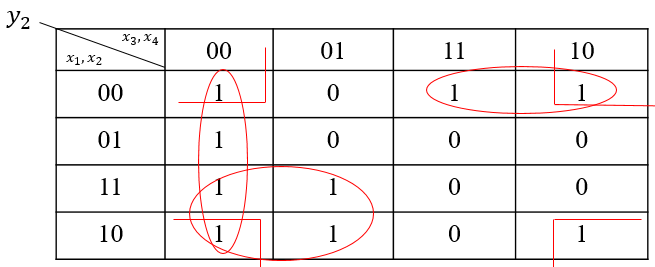 y₂
x₃, x₄
x₁, x₂
00 01 11 10
00 1 0 1 1
01 1 0 0 0
11 1 1 0 0
10 1 1 0 1